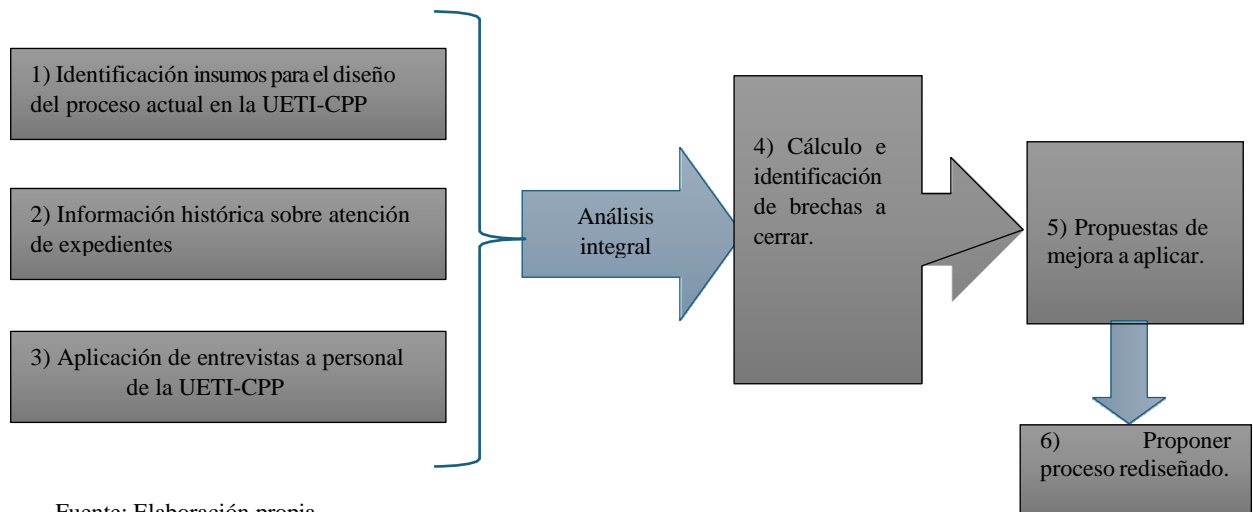 1) Identificación insumos para el diseño
del proceso actual en la UETI-CPP
2) Información histórica sobre atención
de expedientes
3) Aplicación de entrevistas a personal
de la UETI-CPP
Análisis
integral
4) Cálculo e
identificación
de brechas a
cerrar.
5) Propuestas de
mejora a aplicar.
6) Proponer
proceso rediseñado.
Fuente: Elaboración propia